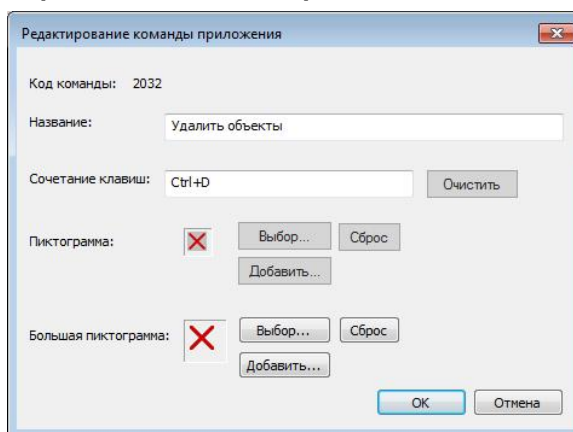 Редактирование команды приложения
Код команды: 2032
Название: Удалить объекты
Сочетание клавиш: Ctrl+D Очистить
Пиктограмма: Выбор... Сброс
Добавить...
Большая пиктограмма: Выбор... Сброс
Добавить...
OK Отмена